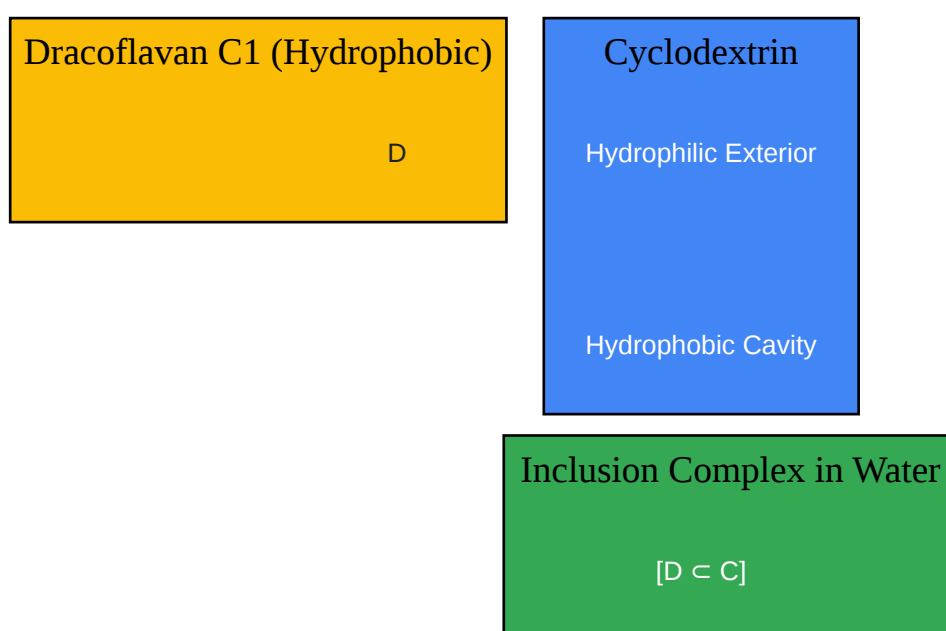 Dracoflavan C1 (Hydrophobic)
D
Cyclodextrin
Hydrophilic Exterior
Hydrophobic Cavity
Inclusion Complex in Water
[D ⊂ C]